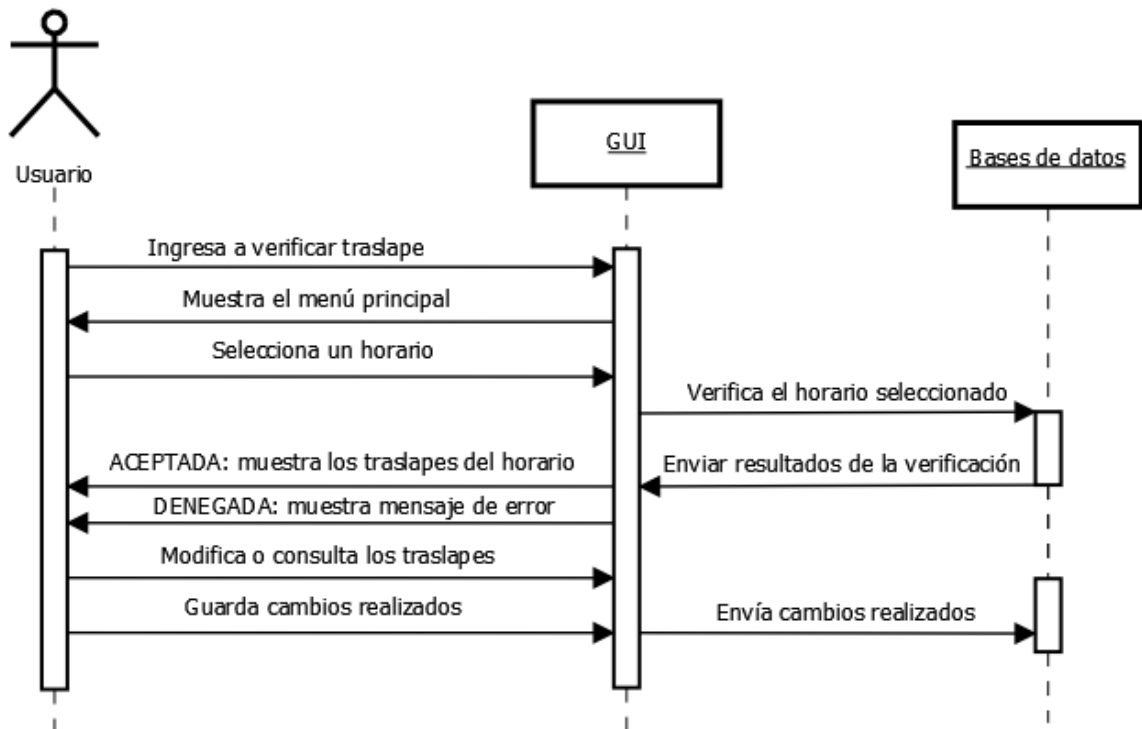 GUI
Bases de datos
Usuario
Ingresa a verificar traslape
Muestra el menú principal
Selecciona un horario
Verifica el horario seleccionado
ACEPTADA: muestra los traslapes del horario
Enviar resultados de la verificación
DENEGADA: muestra mensaje de error
Modifica o consulta los traslapes
Guarda cambios realizados
Envía cambios realizados